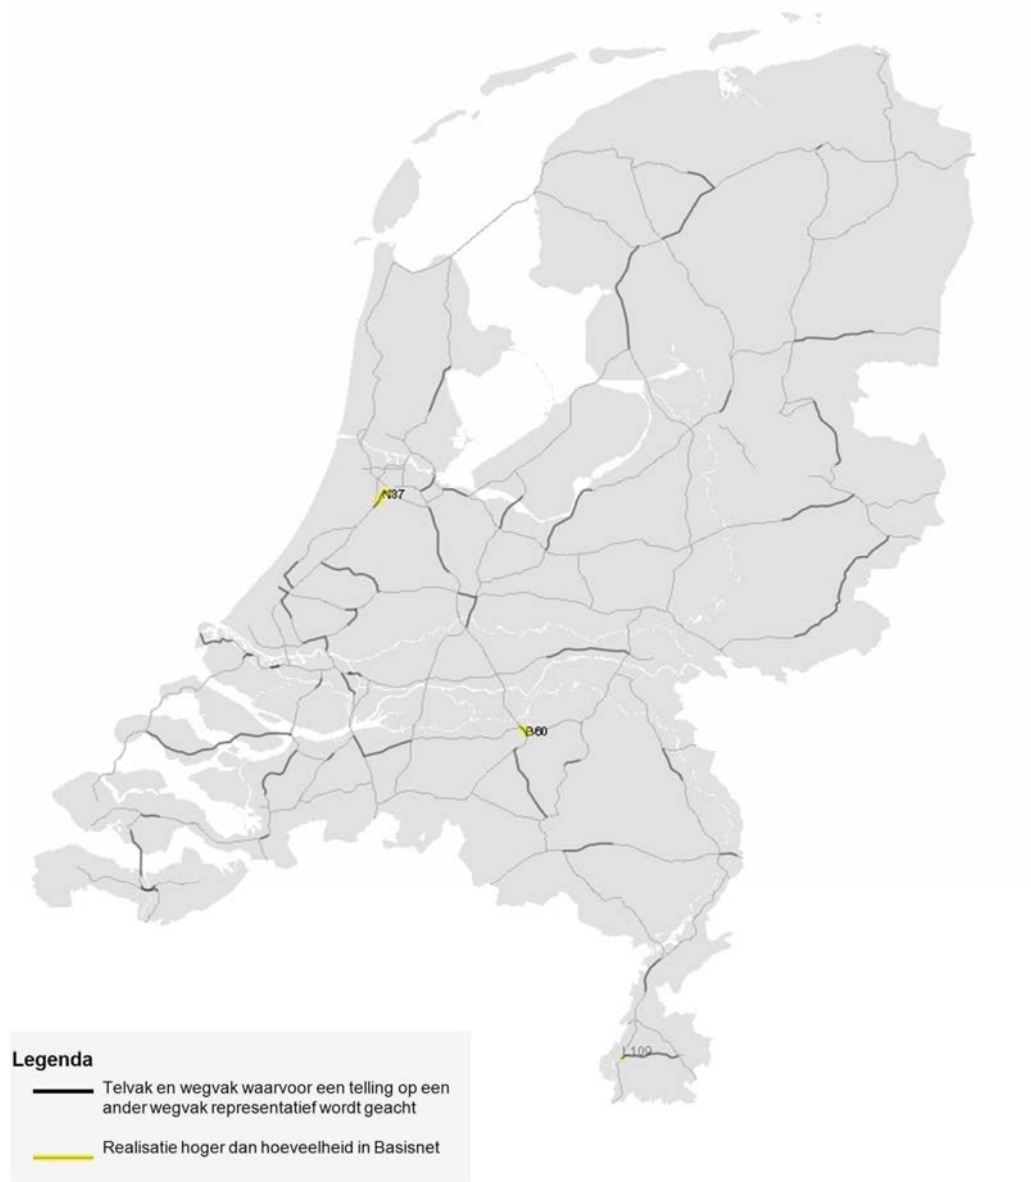 N37
B60
L109
Legenda
Telvak en wegvak waarvoor een telling op een
ander wegvak representatief wordt geacht
Realisatie hoger dan hoeveelheid in Basisnet